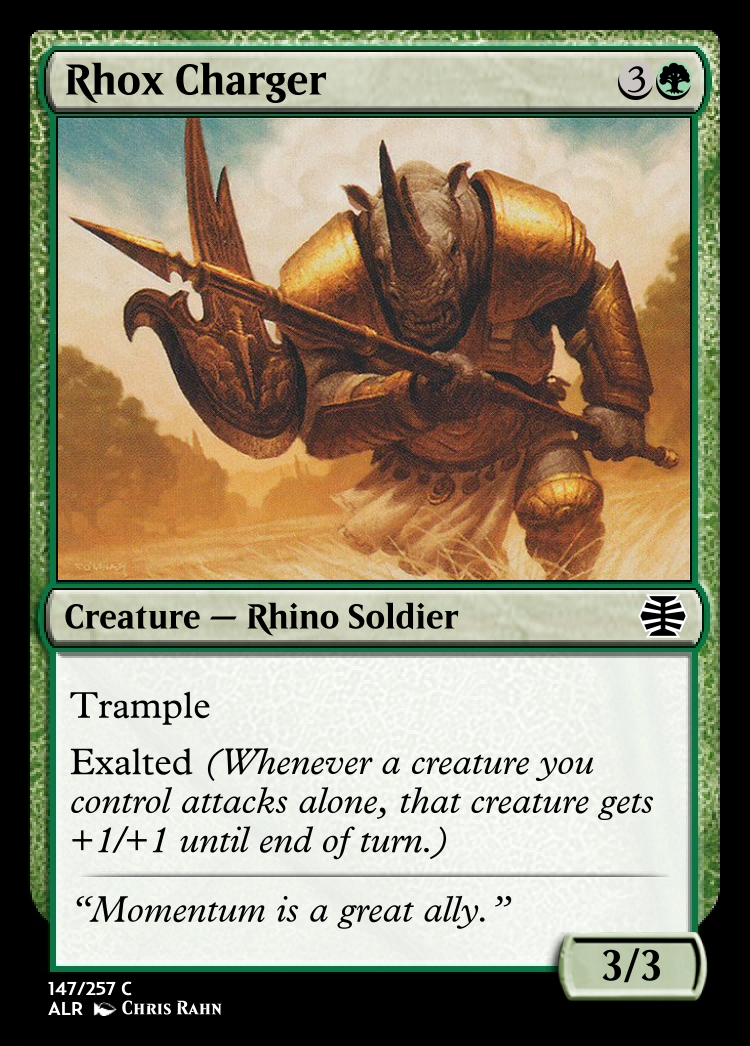 Rhox Charger 3
Creature — Rhino Soldier
Trample
Exalted (Whenever a creature you
control attacks alone, that creature gets
+1/+1 until end of turn.)
“Momentum is a great ally.”
3/3
147/257 C
ALR Chris Rahn